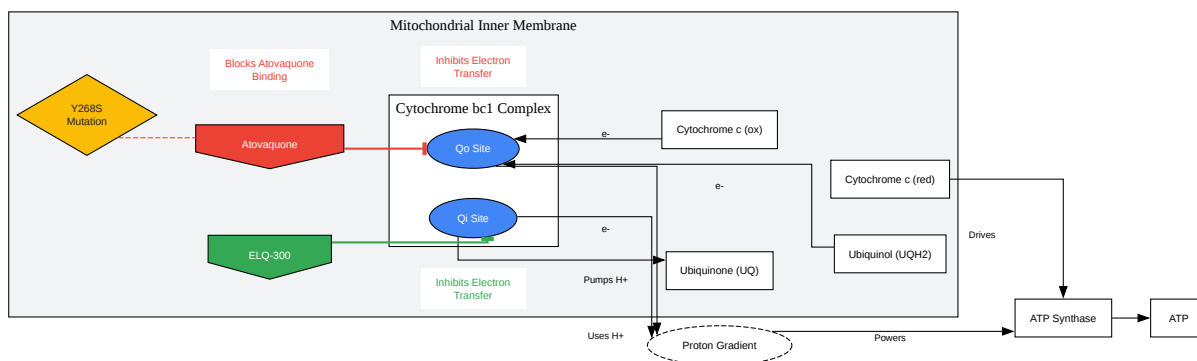 Mitochondrial Inner Membrane
Blocks Atovaquone
Binding
Inhibits Electron
Transfer
Y268S
Mutation
Cytochrome bc1 Complex
Atovaquone
Qo Site
e-
Cytochrome c (ox)
e-
Cytochrome c (red)
Qi Site
e-
Drives
ELQ-300
Ubiquinol (UQH2)
Ubiquinone (UQ)
Inhibits Electron
Transfer
Pumps H+
Uses H+
Proton Gradient
Powers
ATP Synthase
ATP